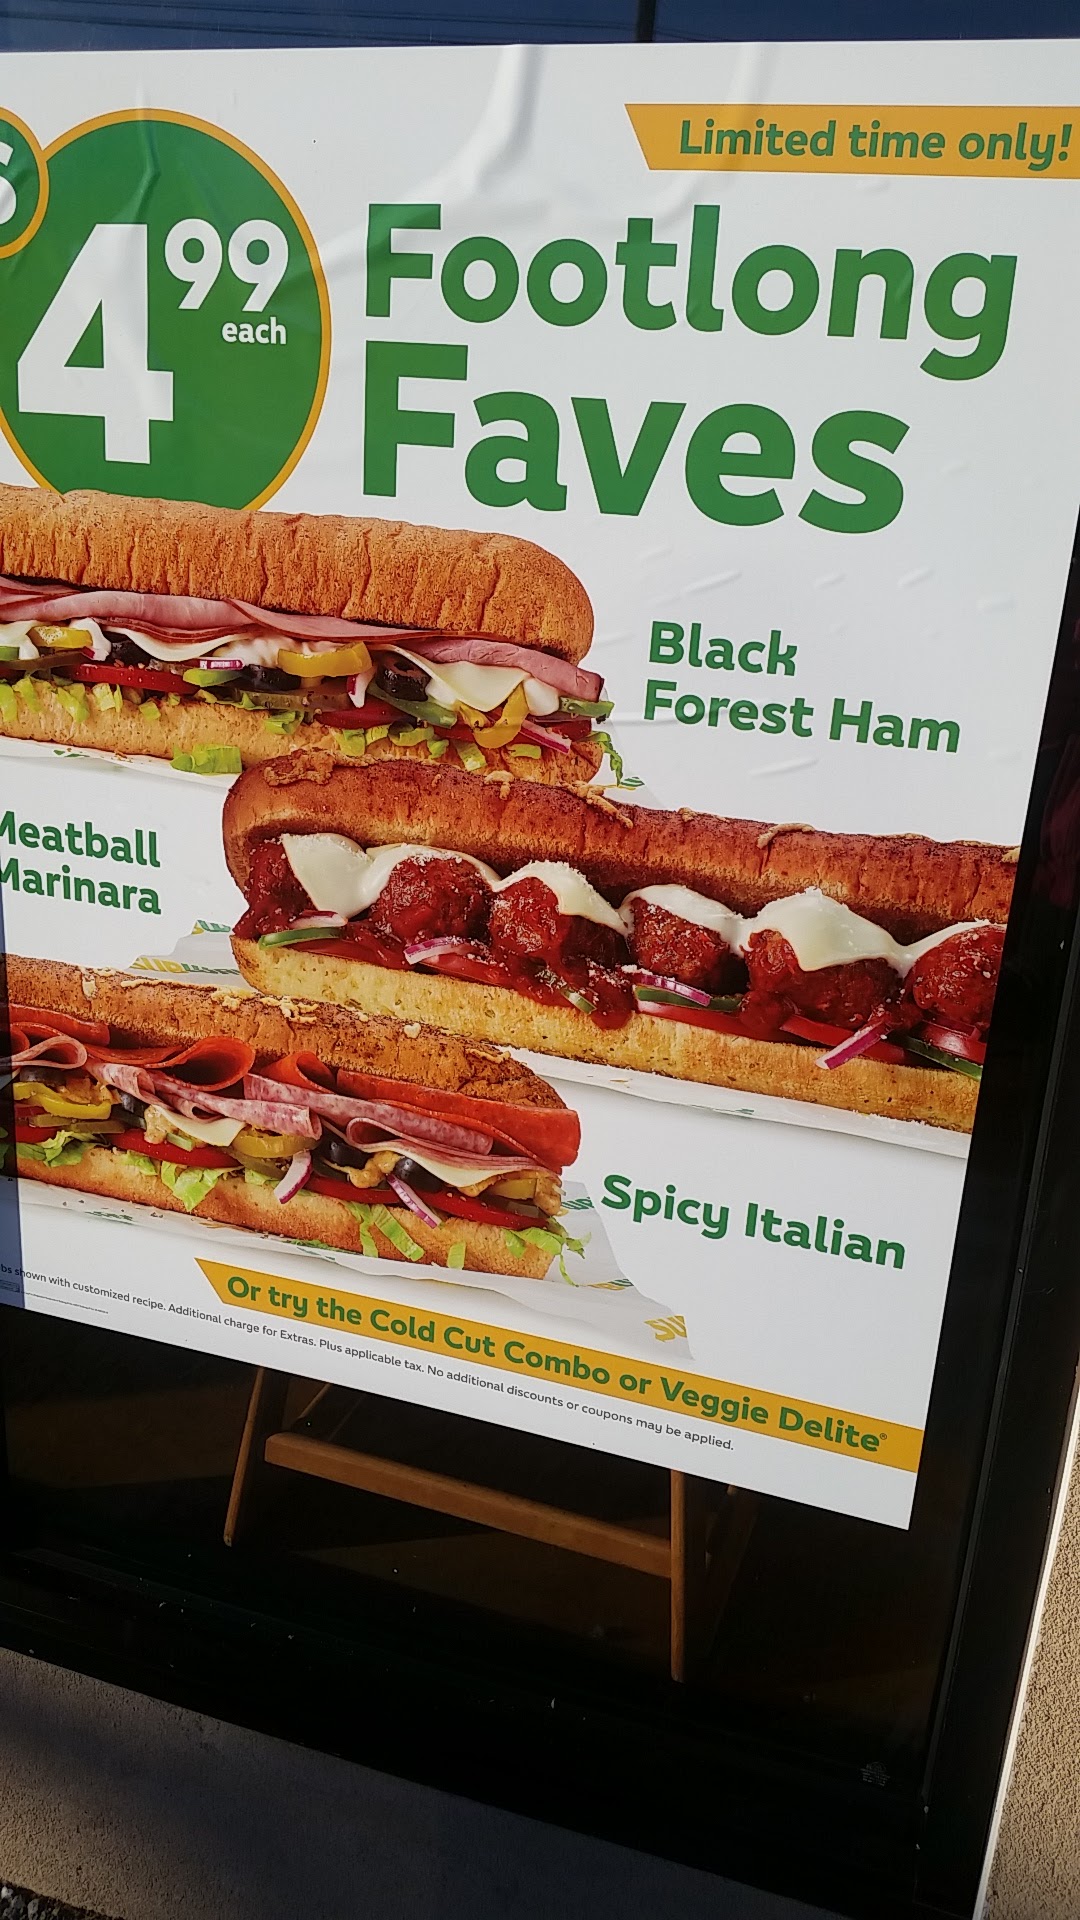 Limited time only!
S
4 99
each
Footlong
Faves
Black
Forest Ham
Meatball
Marinara
Spicy Italian
Or try the Cold Cut Combo or Veggie Delite®
shown with customized recipe. Additional charge for Extras. Plus applicable tax. No additional discounts or coupons may be applied.